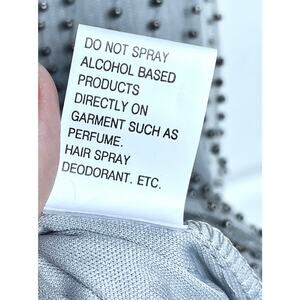 DO NOT SPRAY
ALCOHOL BASED
PRODUCTS
DIRECTLY ON
GARMENT SUCH AS
PERFUME.
HAIR SPRAY
DEODORANT. ETC.